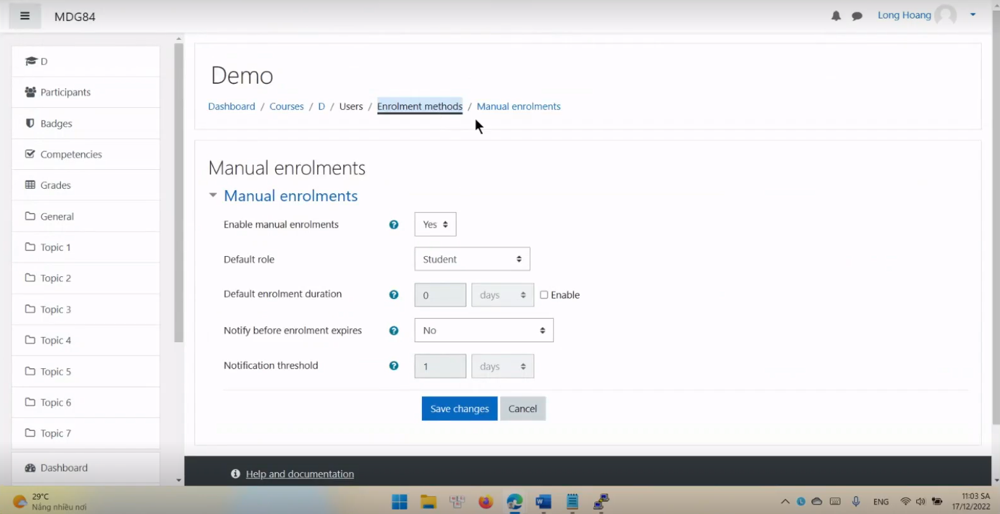 MDG84
Long Hoang
D
Participants
Badges
Competencies
Grades
General
Topic 1
Topic 2
Topic 3
Topic 4
Topic 5
Topic 6
Topic 7
Dashboard
Demo
Dashboard / Courses / D / Users / Enrolment methods / Manual enrolments
Manual enrolments
Manual enrolments
Enable manual enrolments ? Yes
Default role Student
Default enrolment duration ? 0 days Enable
Notify before enrolment expires ? No
Notification threshold ? 1 days
Save changes Cancel
Help and documentation
29°C
Nắng nhiều nơi
ENG
11:03 SA
17/12/2022